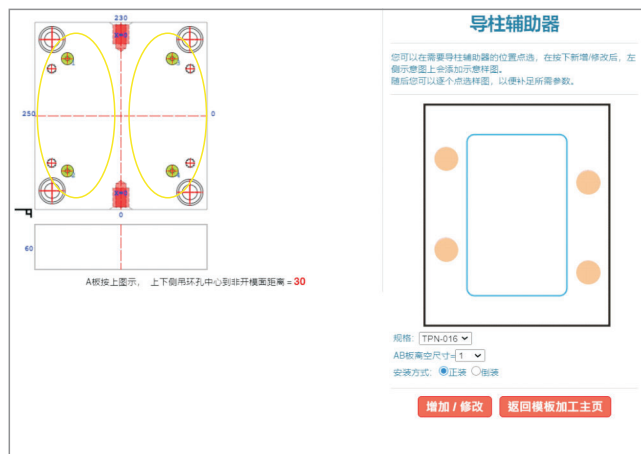 导柱辅助器
您可以在需要导柱辅助器的位置点选，在按下新增/修改后，左
侧示意图上会添加示意样图。
随后您可以逐个点选样图，以便补足所需参数。
230
250
0
0
60
A板按上图示， 上下侧吊环孔中心到非开模面距离 = 30
规格: TPN-016
AB板离空尺寸= 1
安装方式: 正装 倒装
增加 / 修改 返回模板加工主页